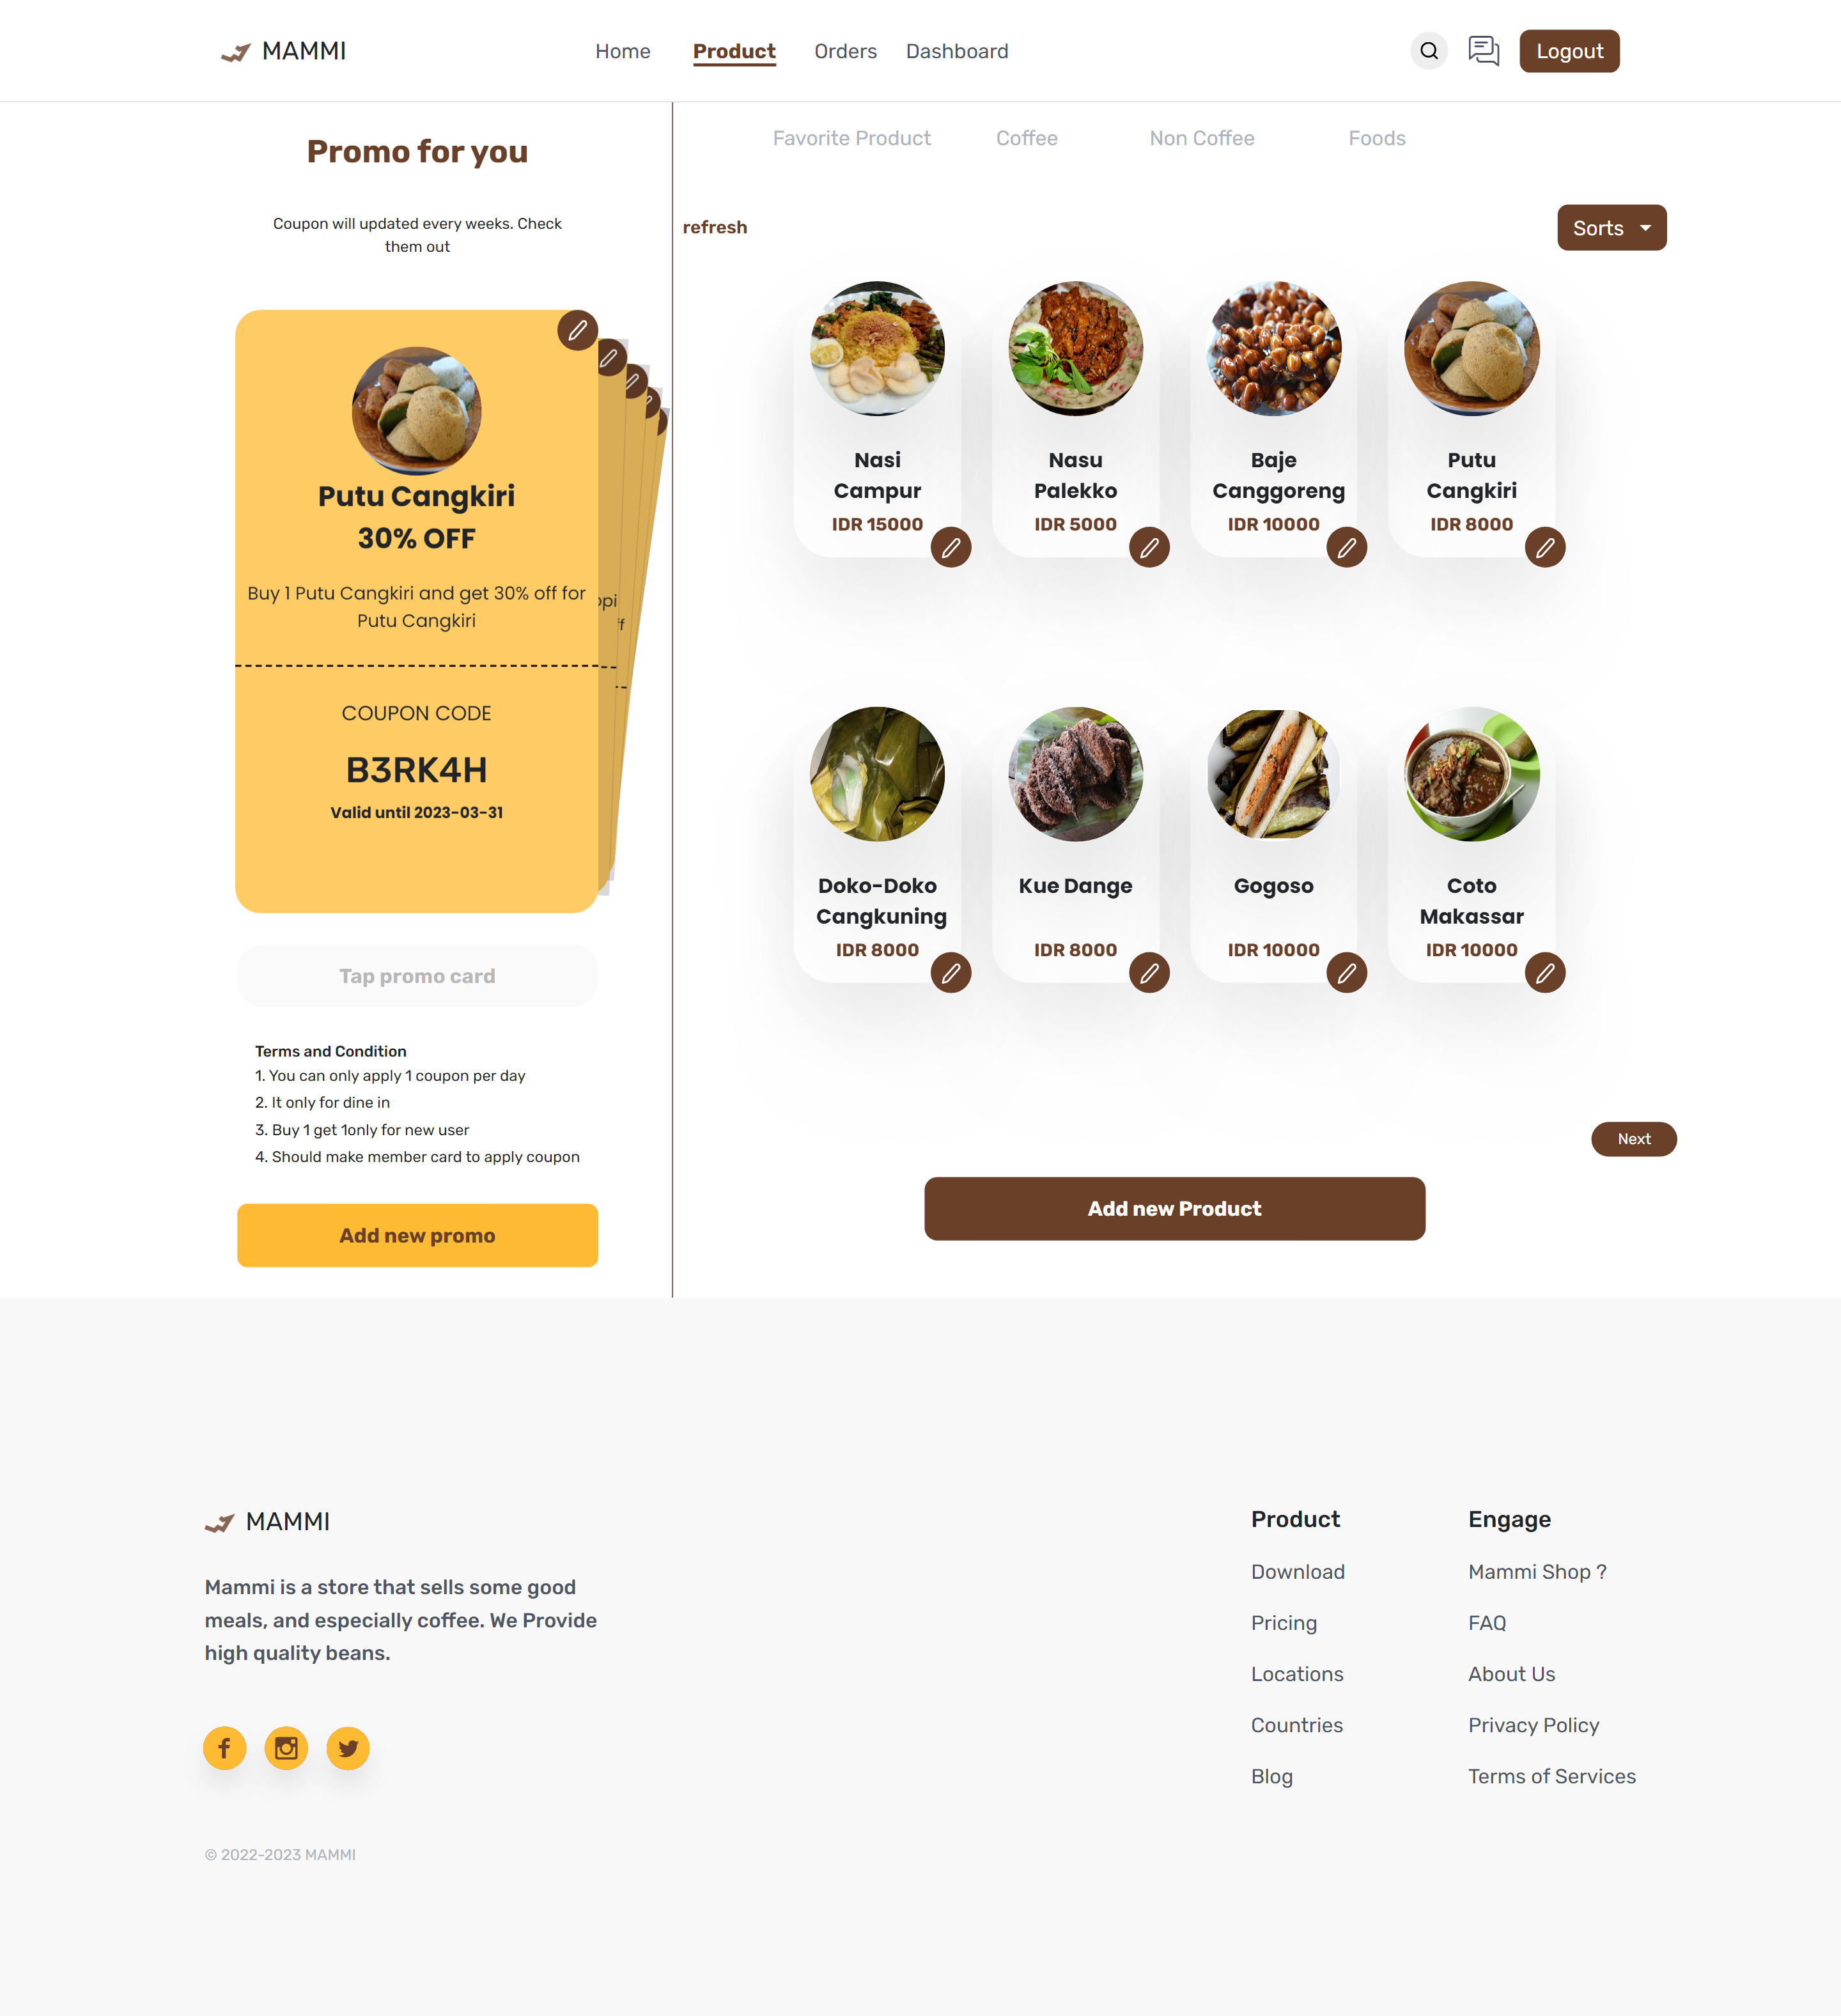 MAMMI
Home Product Orders Dashboard
Logout
Promo for you
Coupon will updated every weeks. Check
them out
Putu Cangkiri
30% OFF
Buy 1 Putu Cangkiri and get 30% off for
Putu Cangkiri
COUPON CODE
B3RK4H
Valid until 2023-03-31
Tap promo card
Terms and Condition
1. You can only apply 1 coupon per day
2. It only for dine in
3. Buy 1 get 1only for new user
4. Should make member card to apply coupon
Add new promo
Favorite Product Coffee Non Coffee Foods
refresh
Sorts
Nasi
Campur
IDR 15000
Nasu
Palekko
IDR 5000
Baje
Canggoreng
IDR 10000
Putu
Cangkiri
IDR 8000
Doko-Doko
Cangkuning
IDR 8000
Kue Dange
IDR 8000
Gogoso
IDR 10000
Coto
Makassar
IDR 10000
Next
Add new Product
MAMMI
Mammi is a store that sells some good
meals, and especially coffee. We Provide
high quality beans.
© 2022-2023 MAMMI
Product
Download
Pricing
Locations
Countries
Blog
Engage
Mammi Shop ?
FAQ
About Us
Privacy Policy
Terms of Services